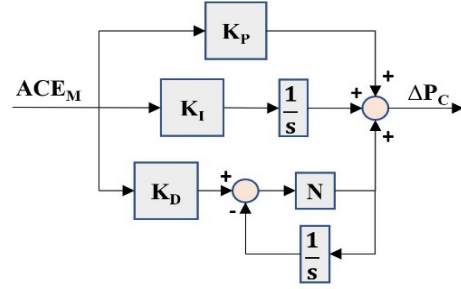 K_P
+
ACE_M
K_I
1/s
+
ΔP_C
+
K_D
+
-
N
1/s